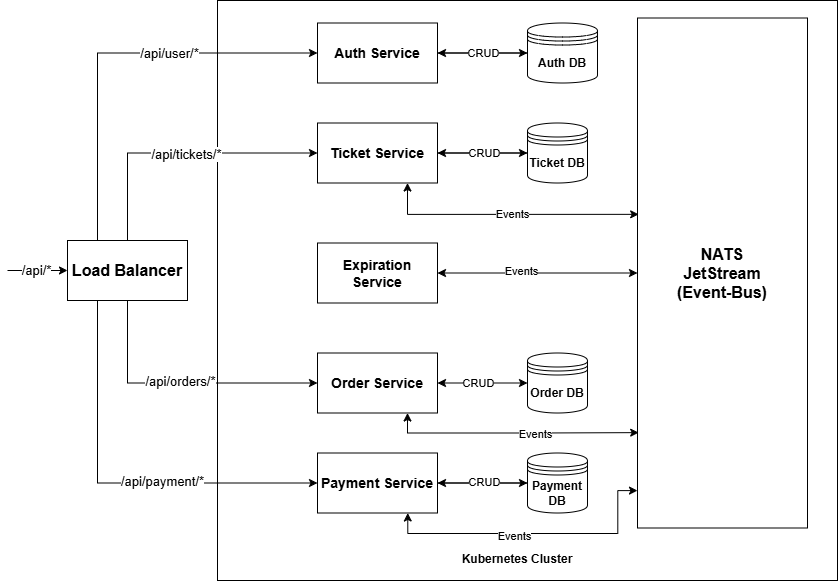 /api/user/*
Auth Service
CRUD
Auth DB
/api/tickets/*
Ticket Service
CRUD
Ticket DB
Events
/api/*
Load Balancer
Expiration
Service
Events
NATS
JetStream
(Event-Bus)
/api/orders/*
Order Service
CRUD
Order DB
Events
/api/payment/*
Payment Service
CRUD
Payment
DB
Events
Kubernetes Cluster